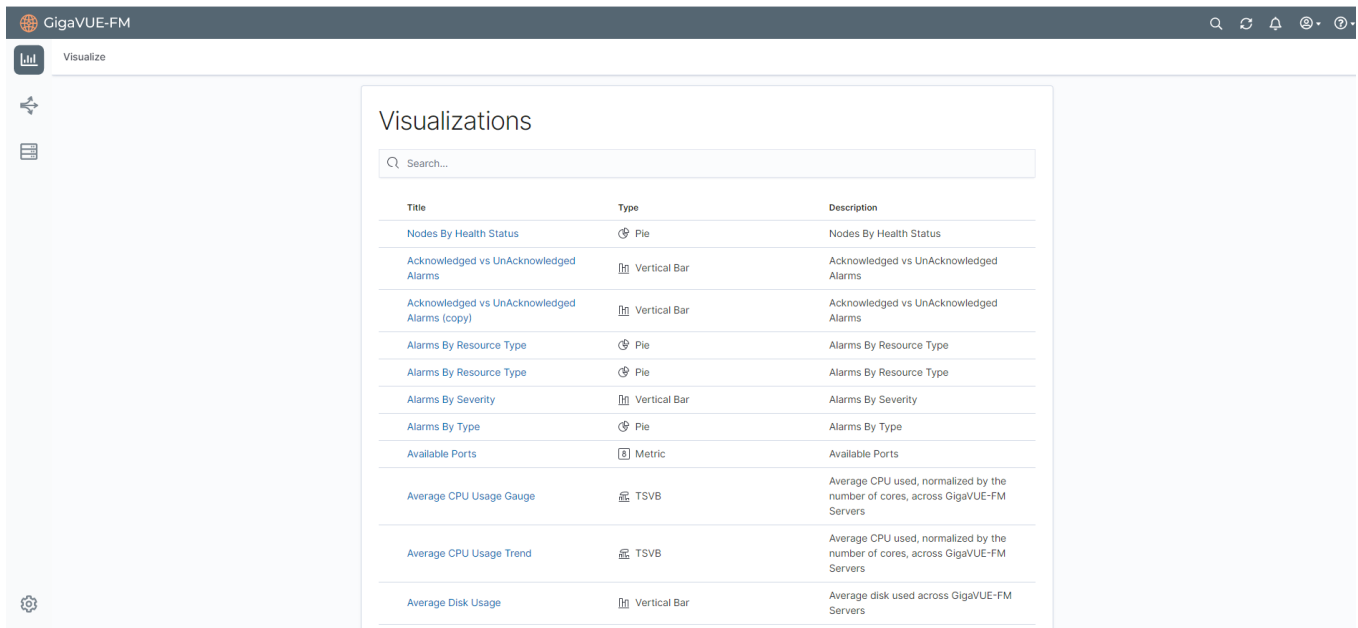 GigaVUE-FM
Visualize
Visualizations
Search...
Title Type Description
Nodes By Health Status Pie Nodes By Health Status
Acknowledged vs UnAcknowledged Alarms Vertical Bar Acknowledged vs UnAcknowledged Alarms
Acknowledged vs UnAcknowledged Alarms (copy) Vertical Bar Acknowledged vs UnAcknowledged Alarms
Alarms By Resource Type Pie Alarms By Resource Type
Alarms By Resource Type Pie Alarms By Resource Type
Alarms By Severity Vertical Bar Alarms By Severity
Alarms By Type Pie Alarms By Type
Available Ports 8 Metric Available Ports
Average CPU Usage Gauge TSVB Average CPU used, normalized by the number of cores, across GigaVUE-FM Servers
Average CPU Usage Trend TSVB Average CPU used, normalized by the number of cores, across GigaVUE-FM Servers
Average Disk Usage Vertical Bar Average disk used across GigaVUE-FM Servers